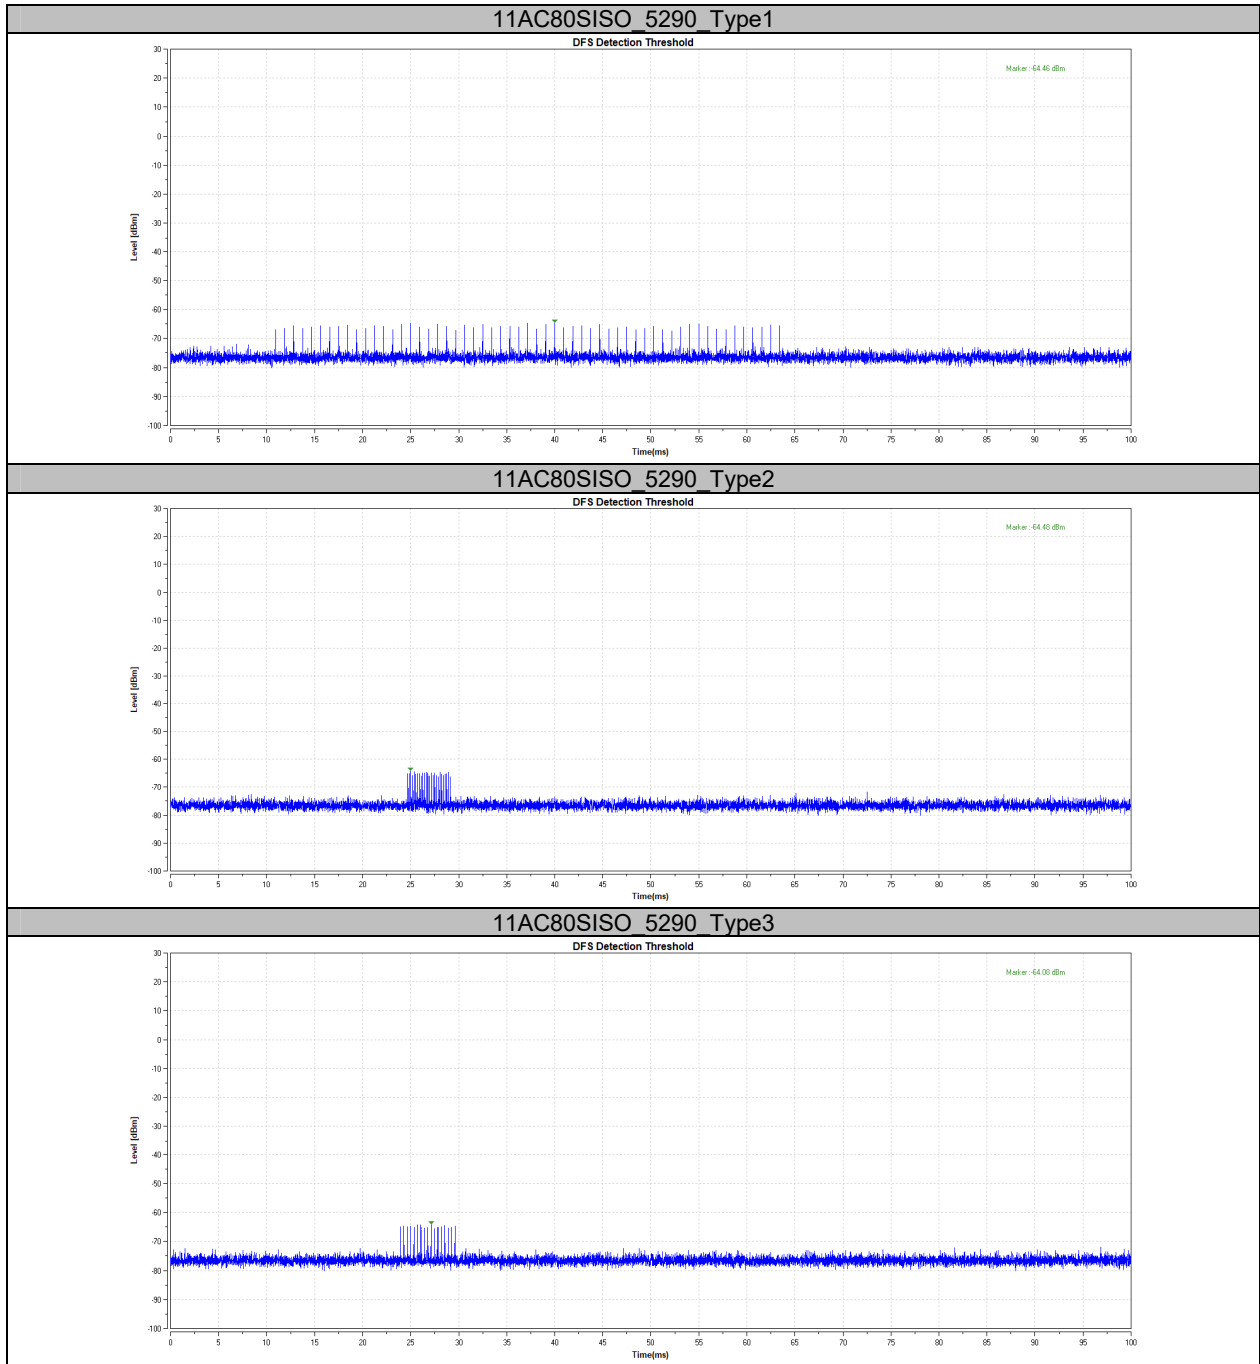 11AC80SISO_5290_Type1
DFS Detection Threshold
Marker:-64.46 dBm
30
20
10
0
-10
-20
-30
-40
-50
-60
-70
-80
-90
-100
Level [dBm]
0 5 10 15 20 25 30 35 40 45 50 55 60 65 70 75 80 85 90 95 100
Time(ms)
11AC80SISO_5290_Type2
DFS Detection Threshold
Marker:-64.48 dBm
30
20
10
0
-10
-20
-30
-40
-50
-60
-70
-80
-90
-100
Level [dBm]
0 5 10 15 20 25 30 35 40 45 50 55 60 65 70 75 80 85 90 95 100
Time(ms)
11AC80SISO_5290_Type3
DFS Detection Threshold
Marker:-64.08 dBm
30
20
10
0
-10
-20
-30
-40
-50
-60
-70
-80
-90
-100
Level [dBm]
0 5 10 15 20 25 30 35 40 45 50 55 60 65 70 75 80 85 90 95 100
Time(ms)